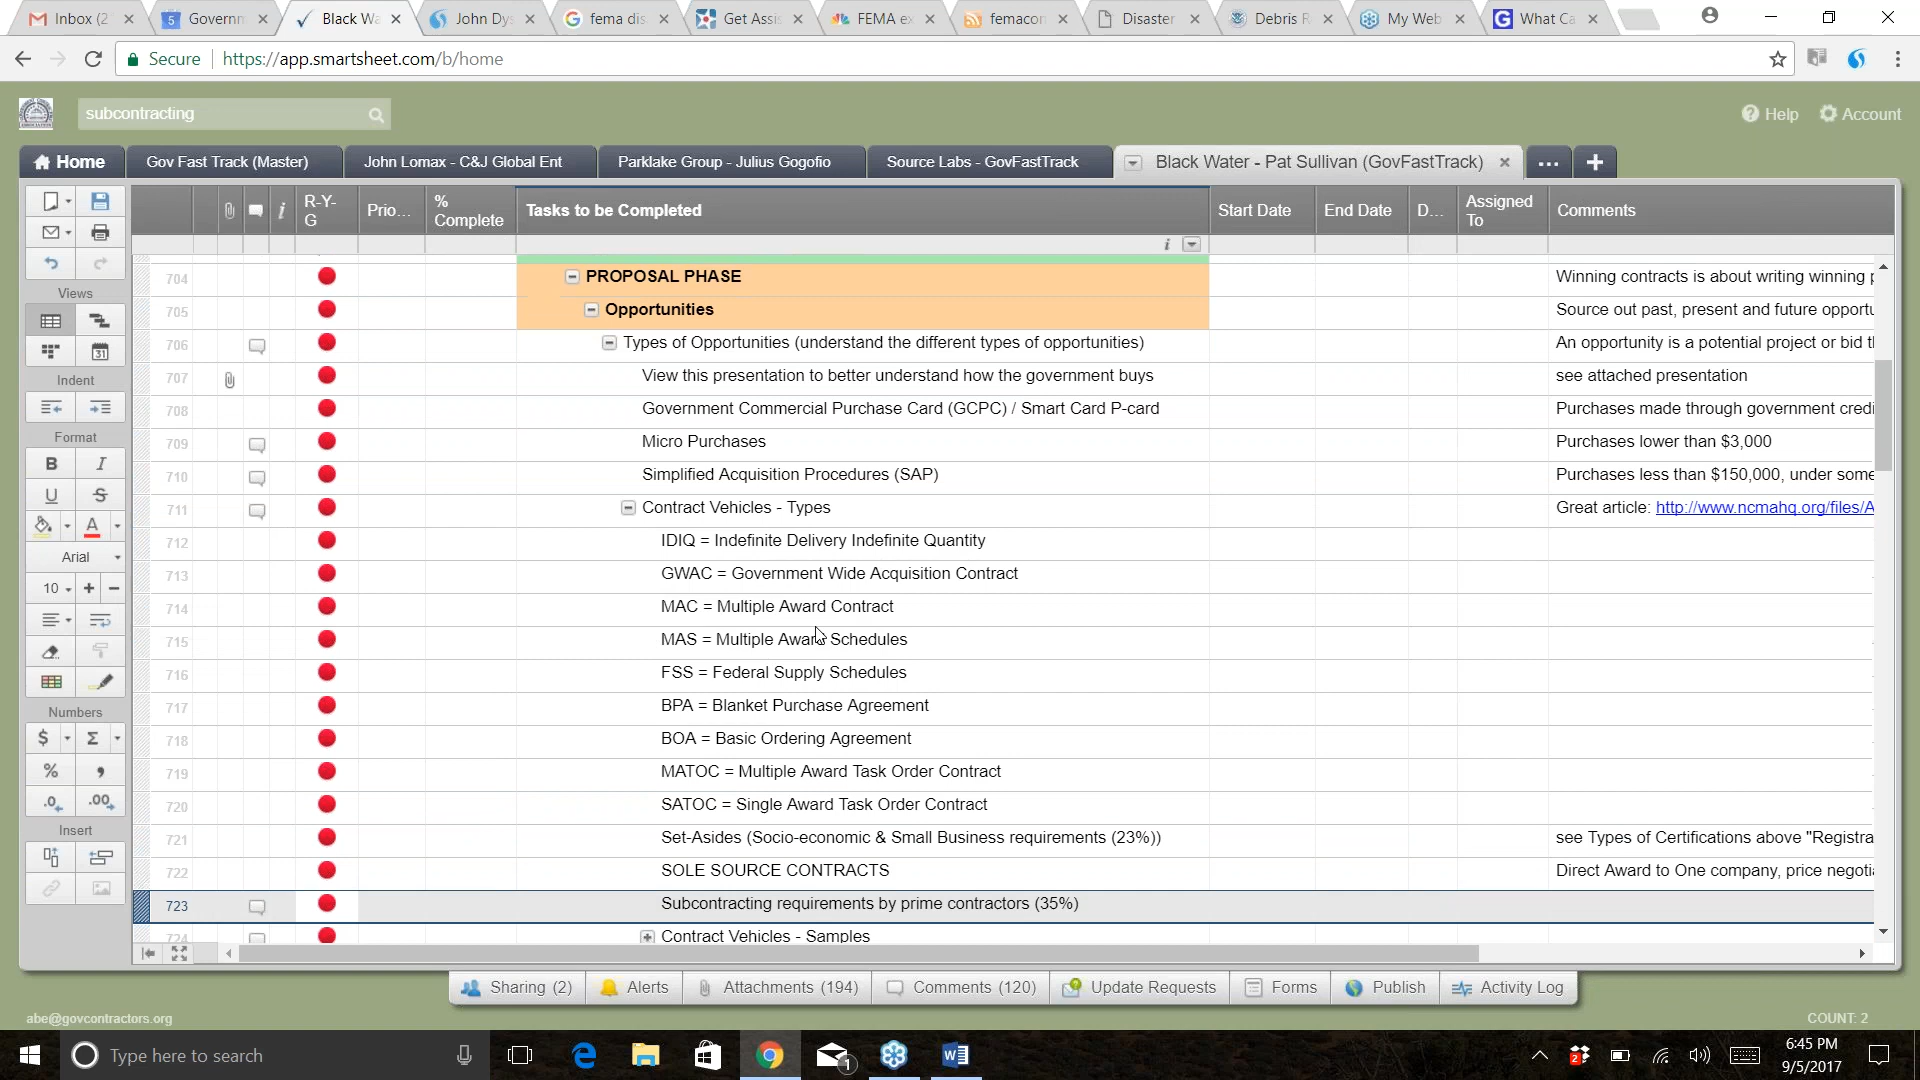 Inbox (2
Governm
Black Wa
John Dys
fema dis
Get Assis
FEMA ex
femacon
Disaster
Debris R
My Web
What Ca
Secure
https://app.smartsheet.com/b/home
subcontracting
Help
Account
Home
Gov Fast Track (Master)
John Lomax - C&J Global Ent
Parklake Group - Julius Gogofio
Source Labs - GovFastTrack
Black Water - Pat Sullivan (GovFastTrack)
R-Y-G
Prio...
% Complete
Tasks to be Completed
Start Date
End Date
D...
Assigned To
Comments
Views
Indent
Format
Arial
10
Numbers
Insert
704 PROPOSAL PHASE Winning contracts is about writing winning p
705 Opportunities Source out past, present and future opportu
706 Types of Opportunities (understand the different types of opportunities) An opportunity is a potential project or bid t
707 View this presentation to better understand how the government buys see attached presentation
708 Government Commercial Purchase Card (GCPC) / Smart Card P-card Purchases made through government credi
709 Micro Purchases Purchases lower than $3,000
710 Simplified Acquisition Procedures (SAP) Purchases less than $150,000, under some
711 Contract Vehicles - Types Great article: http://www.ncmahq.org/files/A
712 IDIQ = Indefinite Delivery Indefinite Quantity
713 GWAC = Government Wide Acquisition Contract
714 MAC = Multiple Award Contract
715 MAS = Multiple Award Schedules
716 FSS = Federal Supply Schedules
717 BPA = Blanket Purchase Agreement
718 BOA = Basic Ordering Agreement
719 MATOC = Multiple Award Task Order Contract
720 SATOC = Single Award Task Order Contract
721 Set-Asides (Socio-economic & Small Business requirements (23%)) see Types of Certifications above "Registra
722 SOLE SOURCE CONTRACTS Direct Award to One company, price negotia
723 Subcontracting requirements by prime contractors (35%)
724 Contract Vehicles - Samples
Sharing (2)
Alerts
Attachments (194)
Comments (120)
Update Requests
Forms
Publish
Activity Log
abe@govcontractors.org
COUNT: 2
Type here to search
6:45 PM
9/5/2017